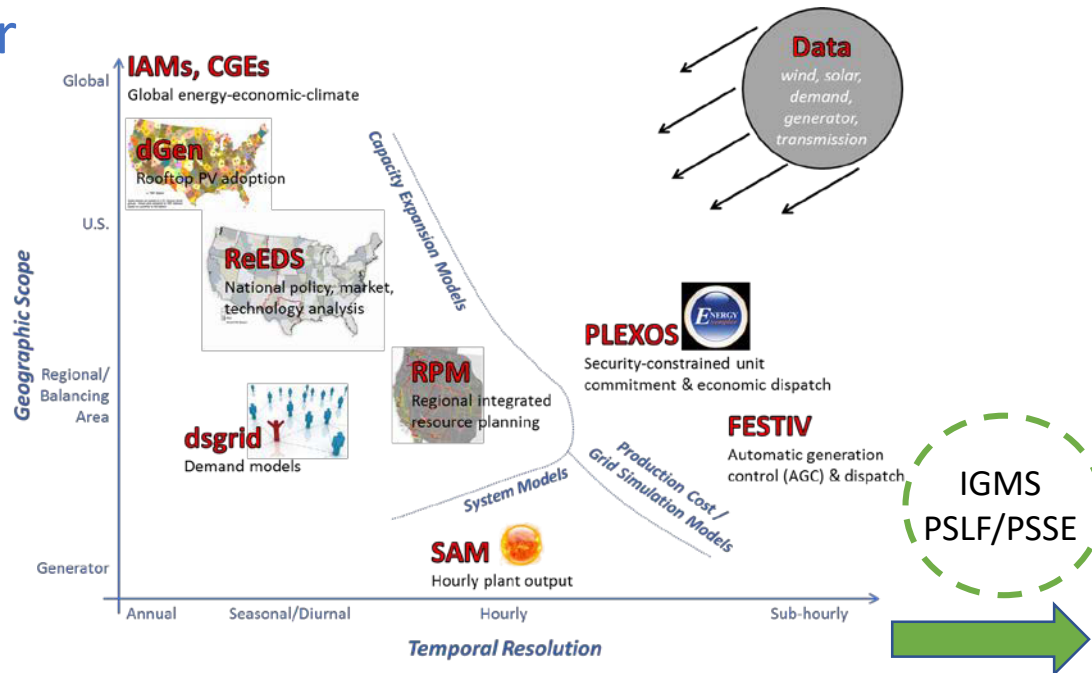 r
Global
U.S.
Regional/
Balancing
Area
Generator
Geographic Scope
IAMs, CGEs
Global energy-economic-climate
dGen
Rooftop PV adoption
ReEDS
National policy, market,
technology analysis
dsgrid
Demand models
RPM
Regional integrated
resource planning
Capacity Expansion Models
System Models
Production Cost /
Grid Simulation Models
SAM
Hourly plant output
Data
wind, solar,
demand,
generator,
transmission
PLEXOS
ENERGY
Security-constrained unit
commitment & economic dispatch
FESTIV
Automatic generation
control (AGC) & dispatch
IGMS
PSLF/PSSE
Annual
Seasonal/Diurnal
Hourly
Sub-hourly
Temporal Resolution